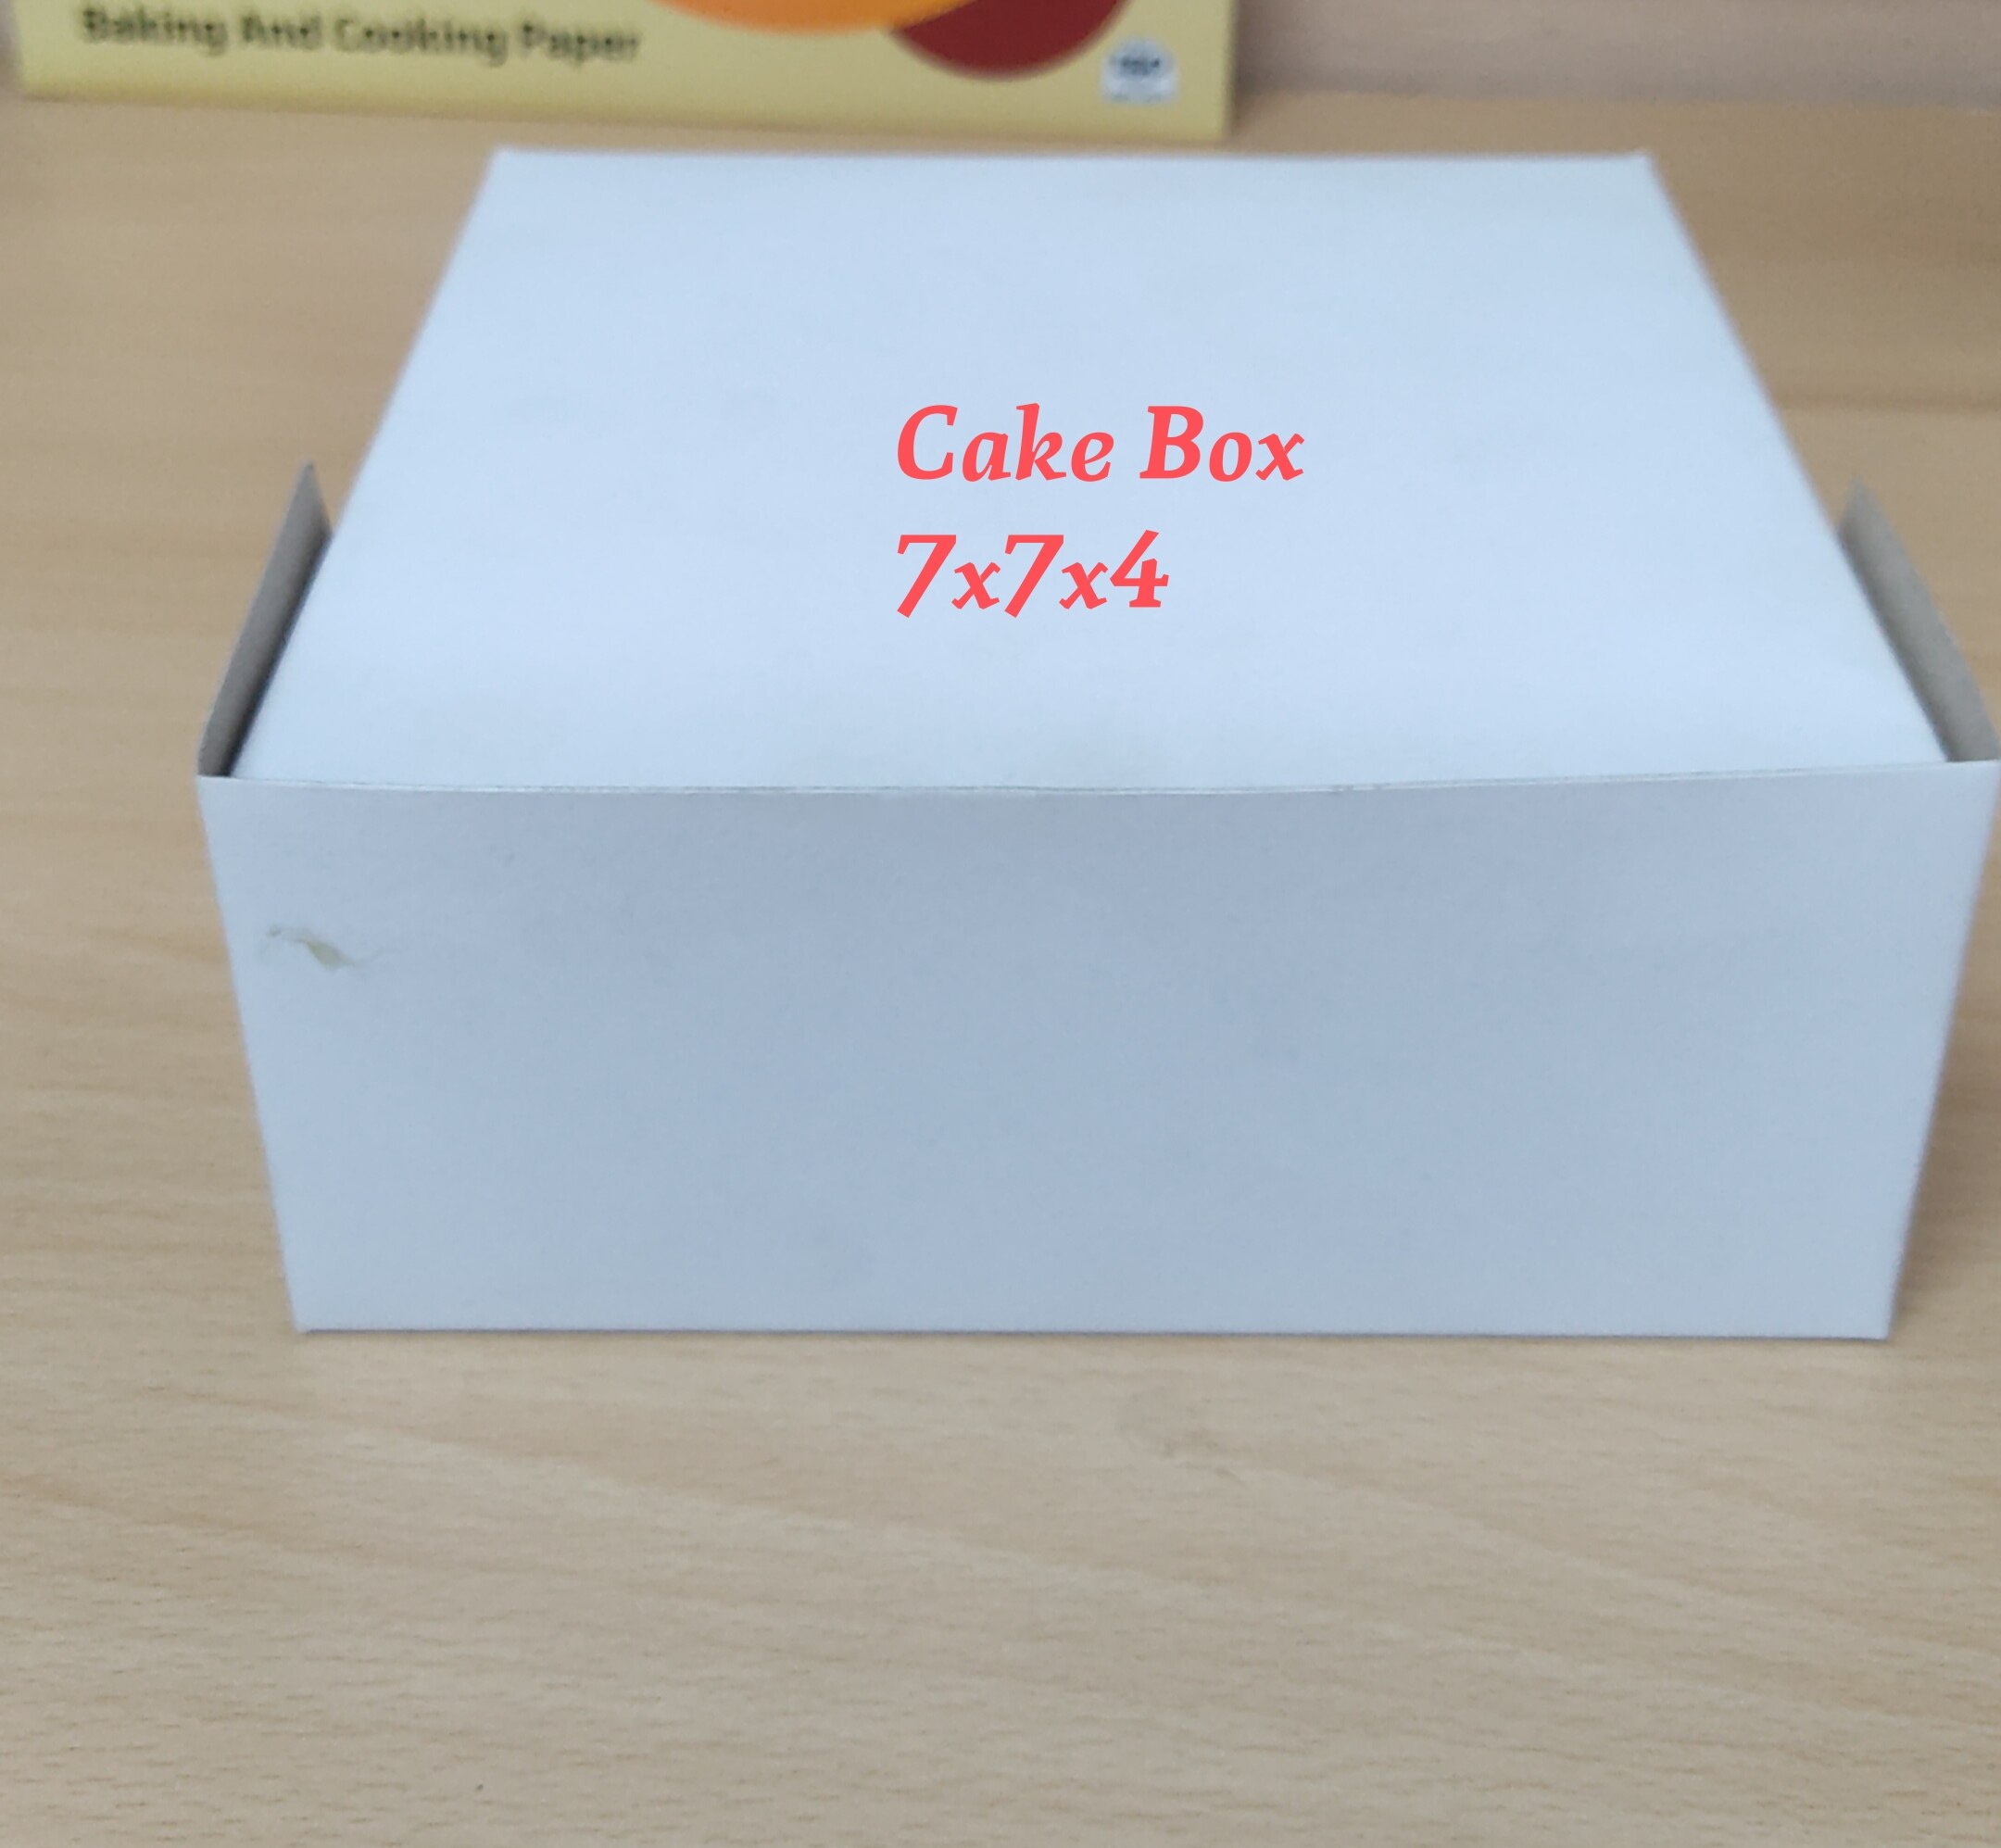 Baking And Cooking Paper
Cake Box
7x7x4